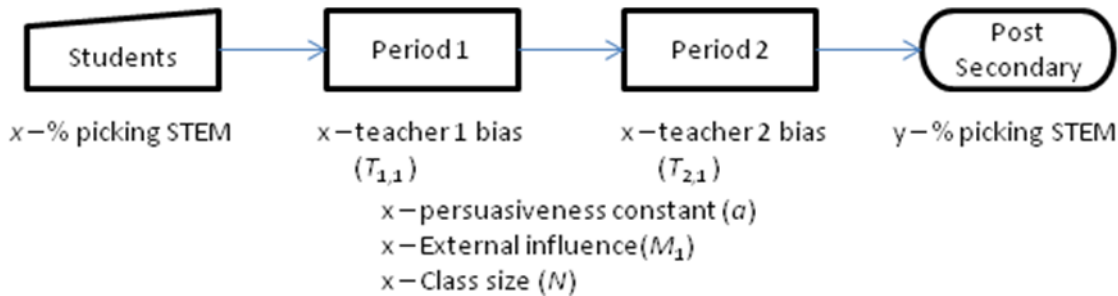 Students
Period 1
Period 2
Post
Secondary
x–% picking STEM
x–teacher 1 bias
(T1,1)
x–teacher 2 bias
(T2,1)
y–% picking STEM
x–persuasiveness constant (a)
x–External influence(M1)
x–Class size (N)